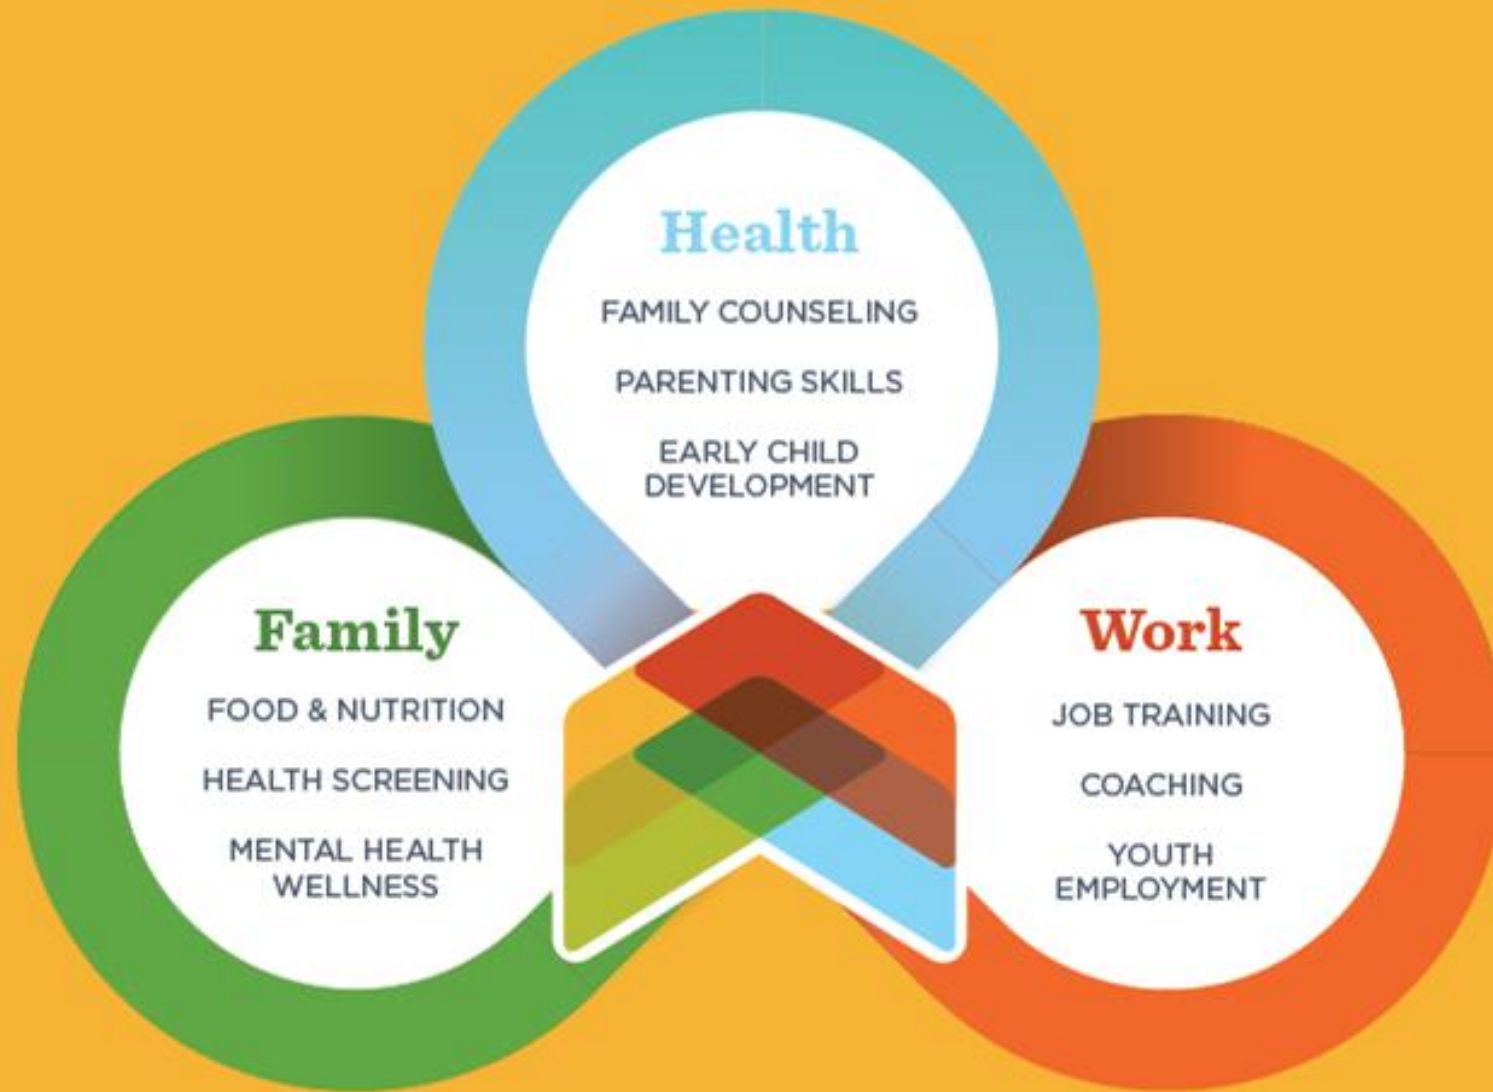 Health
FAMILY COUNSELING
PARENTING SKILLS
EARLY CHILD
DEVELOPMENT
Family
FOOD & NUTRITION
HEALTH SCREENING
MENTAL HEALTH
WELLNESS
Work
JOB TRAINING
COACHING
YOUTH
EMPLOYMENT